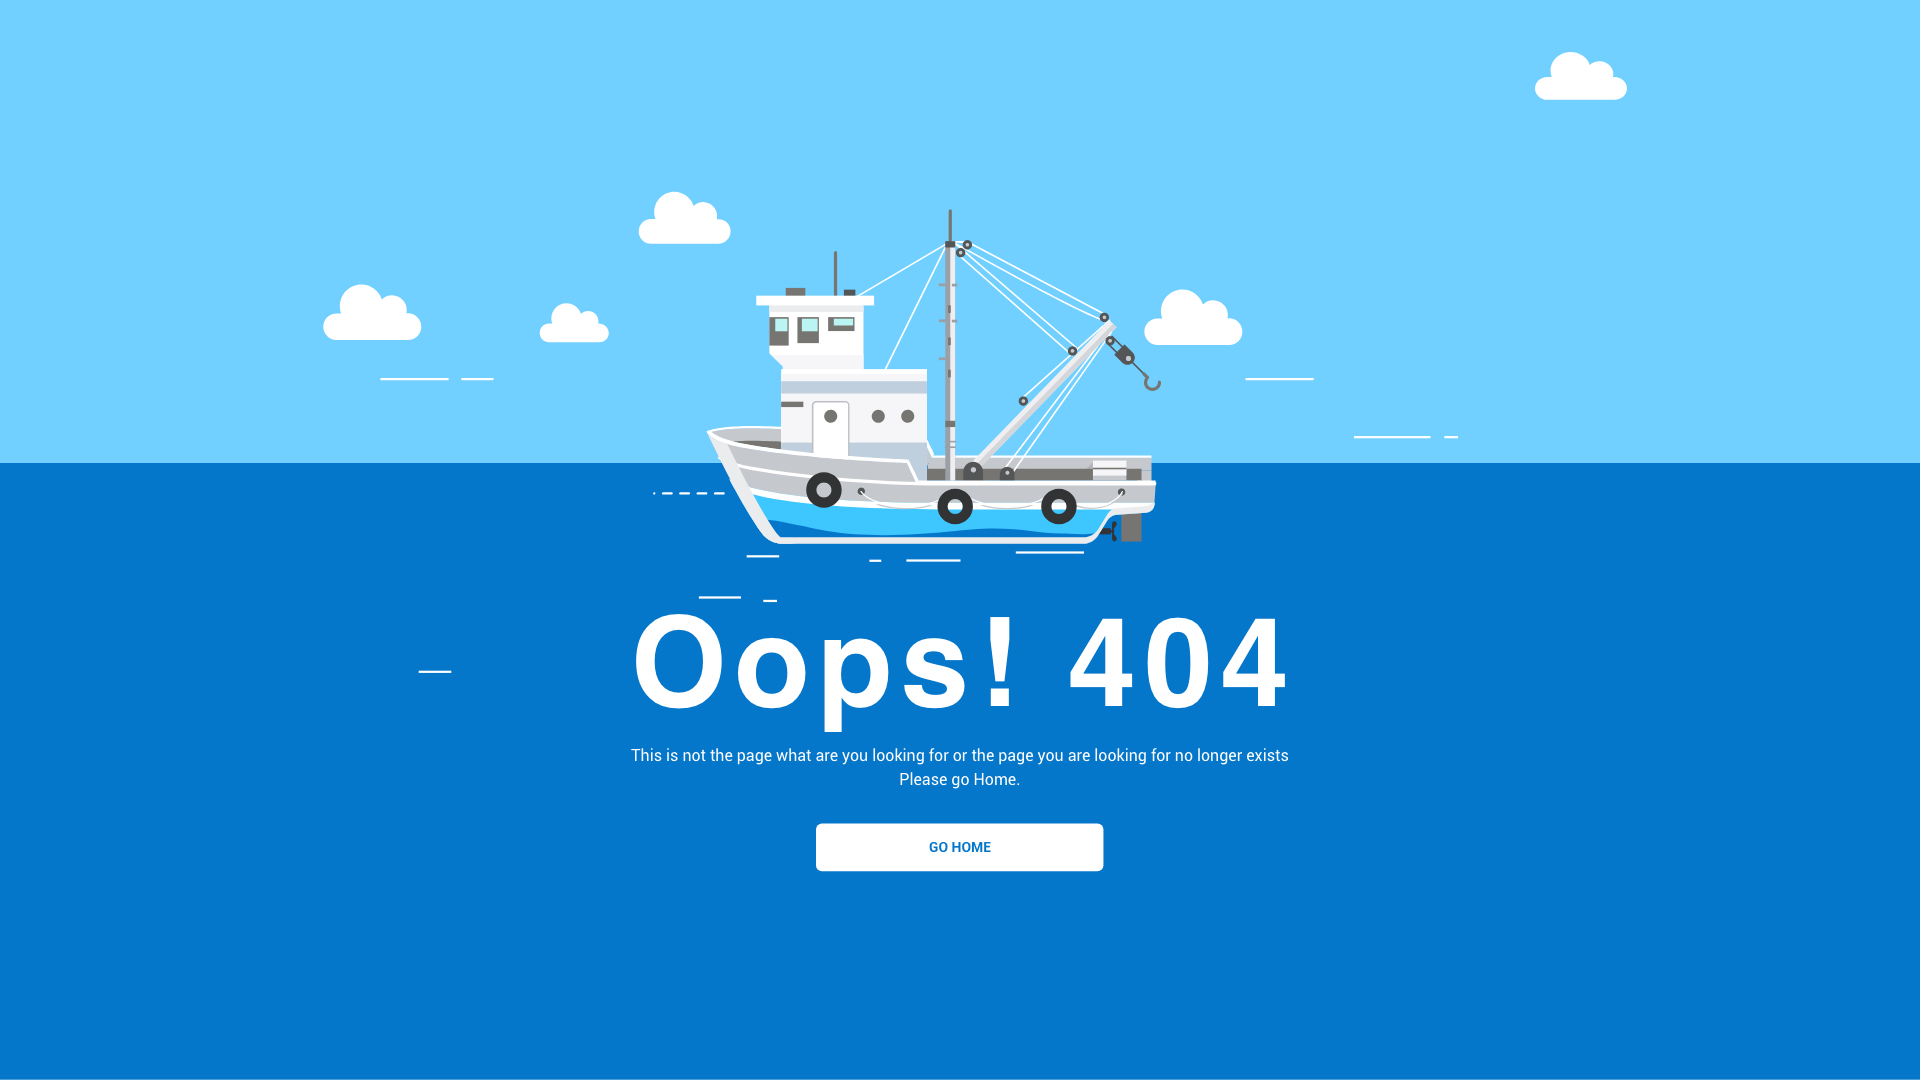 Oops! 404
This is not the page what are you looking for or the page you are looking for no longer exists
Please go Home.
GO HOME